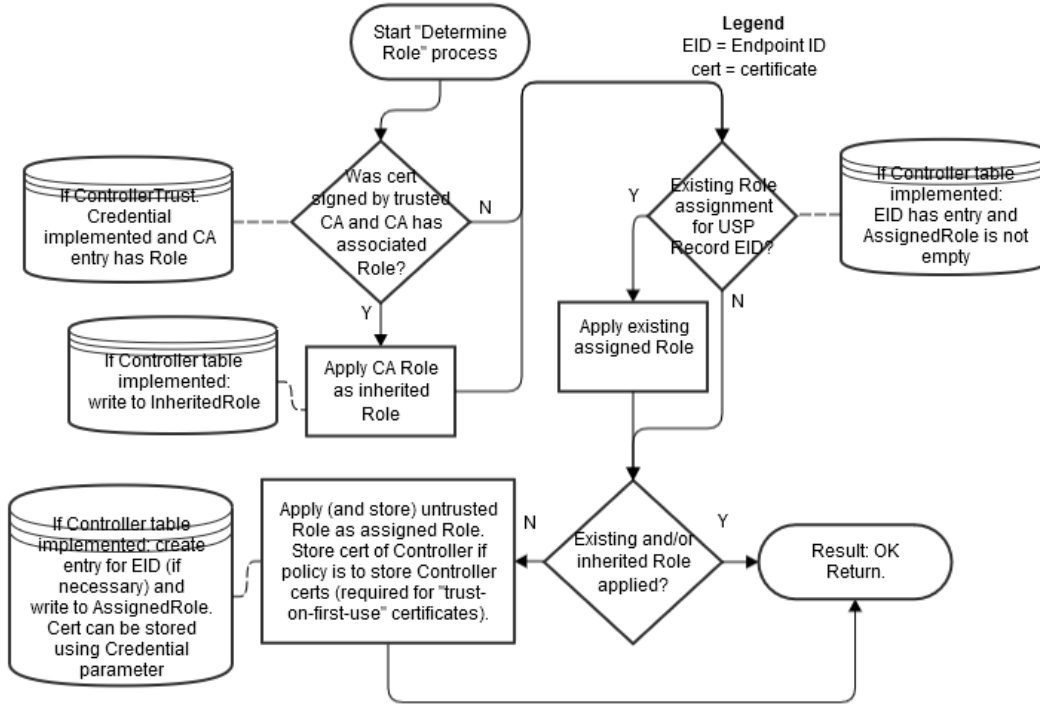 Start "Determine
Role" process
Legend
EID = Endpoint ID
cert = certificate
If ControllerTrust.
Credential
implemented and CA
entry has Role
Was cert
signed by trusted
CA and CA has
associated
Role?
N
Y
Existing Role
assignment
for USP
Record EID?
Y
N
If Controller table
implemented:
EID has entry and
AssignedRole is not
empty
If Controller table
implemented:
write to InheritedRole
Apply CA Role
as inherited
Role
Apply existing
assigned Role
If Controller table
implemented: create
entry for EID (if
necessary) and
write to AssignedRole.
Cert can be stored
using Credential
parameter
Apply (and store) untrusted
Role as assigned Role.
Store cert of Controller if
policy is to store Controller
certs (required for "trust-
on-first-use" certificates).
N
Existing and/or
inherited Role
applied?
Y
Result: OK
Return.